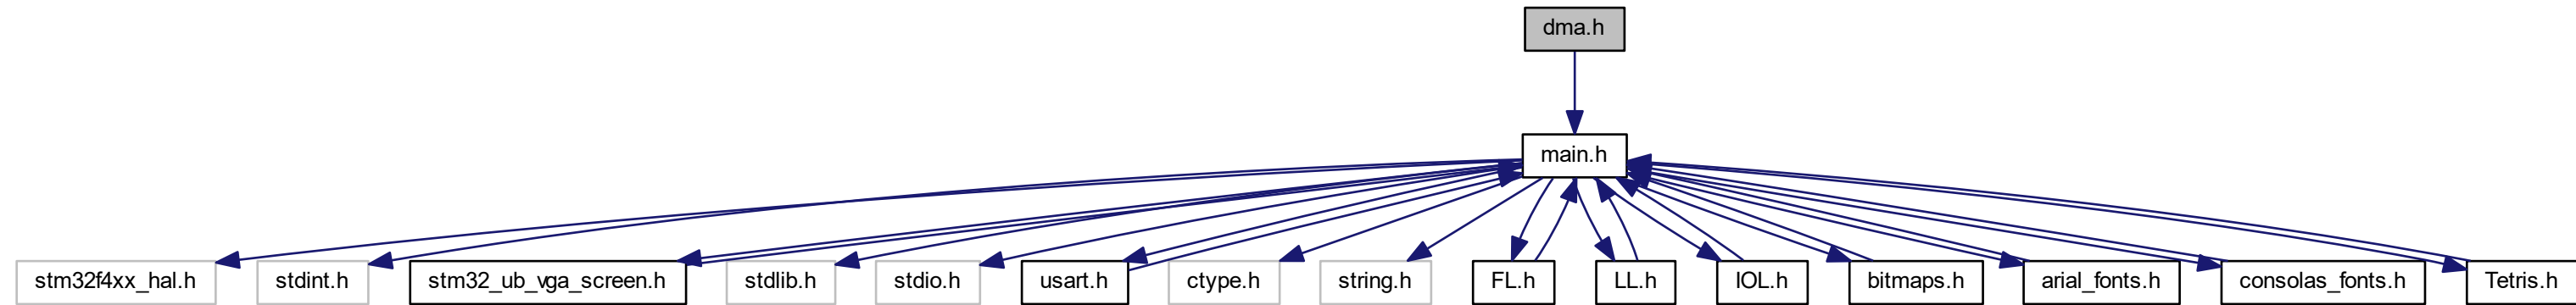 dma.h
main.h
stm32f4xx_hal.h
stdint.h
stm32_ub_vga_screen.h
stdlib.h
stdio.h
usart.h
ctype.h
string.h
FL.h
LL.h
IOL.h
bitmaps.h
arial_fonts.h
consolas_fonts.h
Tetris.h